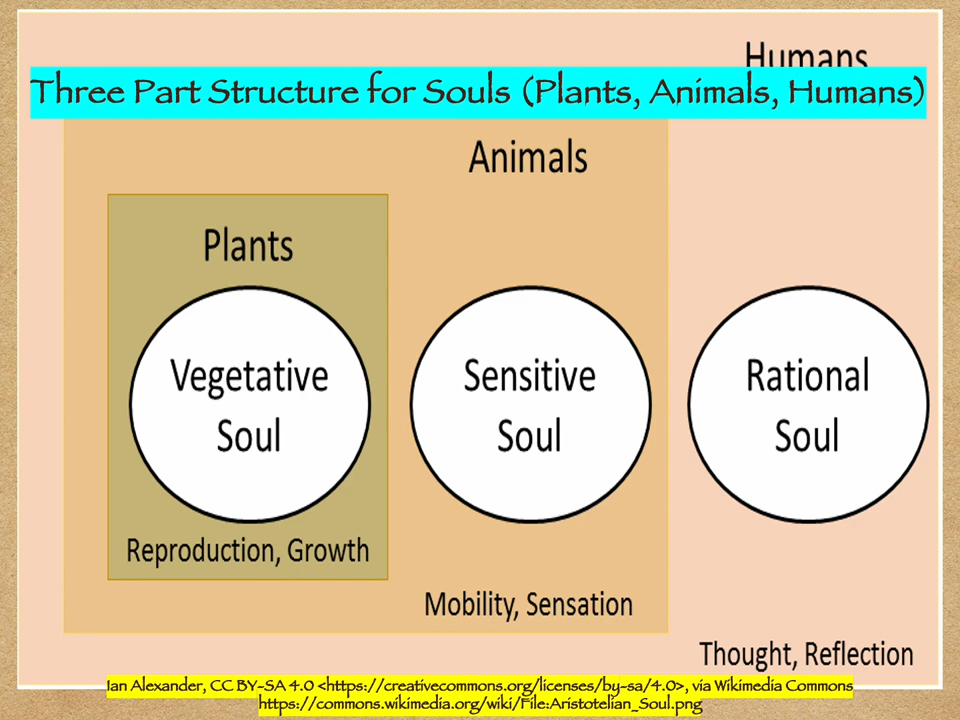 Humans
Three Part Structure for Souls (Plants, Animals, Humans)
Animals
Plants
Vegetative
Soul
Sensitive
Soul
Rational
Soul
Reproduction, Growth
Mobility, Sensation
Thought, Reflection
Ian Alexander, CC BY-SA 4.0 <https://creativecommons.org/licenses/by-sa/4.0>, via Wikimedia Commons
https://commons.wikimedia.org/wiki/File:Aristotelian_Soul.png